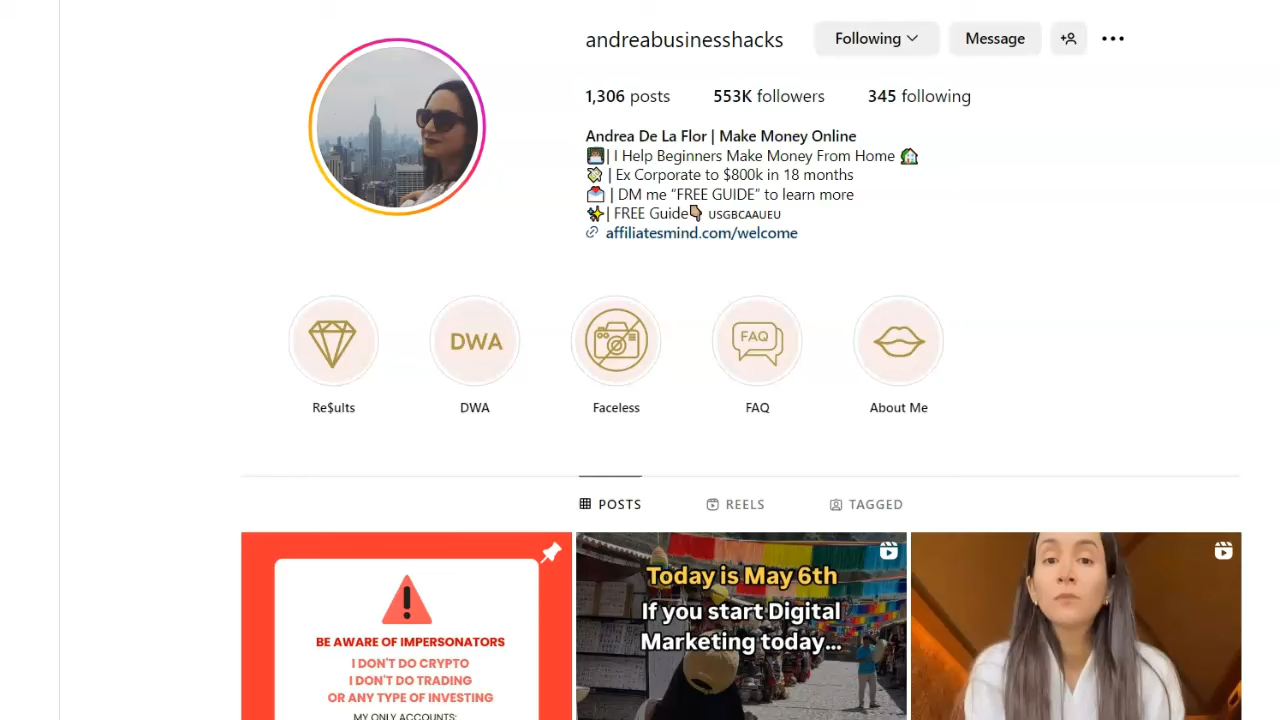 andreabusinesshacks Following Message
1,306 posts 553K followers 345 following
Andrea De La Flor | Make Money Online
| I Help Beginners Make Money From Home
| Ex Corporate to $800k in 18 months
| DM me “FREE GUIDE” to learn more
| FREE Guide USGBCAAUEU
affiliatesmind.com/welcome
DWA
FAQ
Re$ults DWA Faceless FAQ About Me
POSTS REELS TAGGED
BE AWARE OF IMPERSONATORS
I DON'T DO CRYPTO
I DON'T DO TRADING
OR ANY TYPE OF INVESTING
MY ONLY ACCOUNTS:
Today is May 6th
If you start Digital
Marketing today...